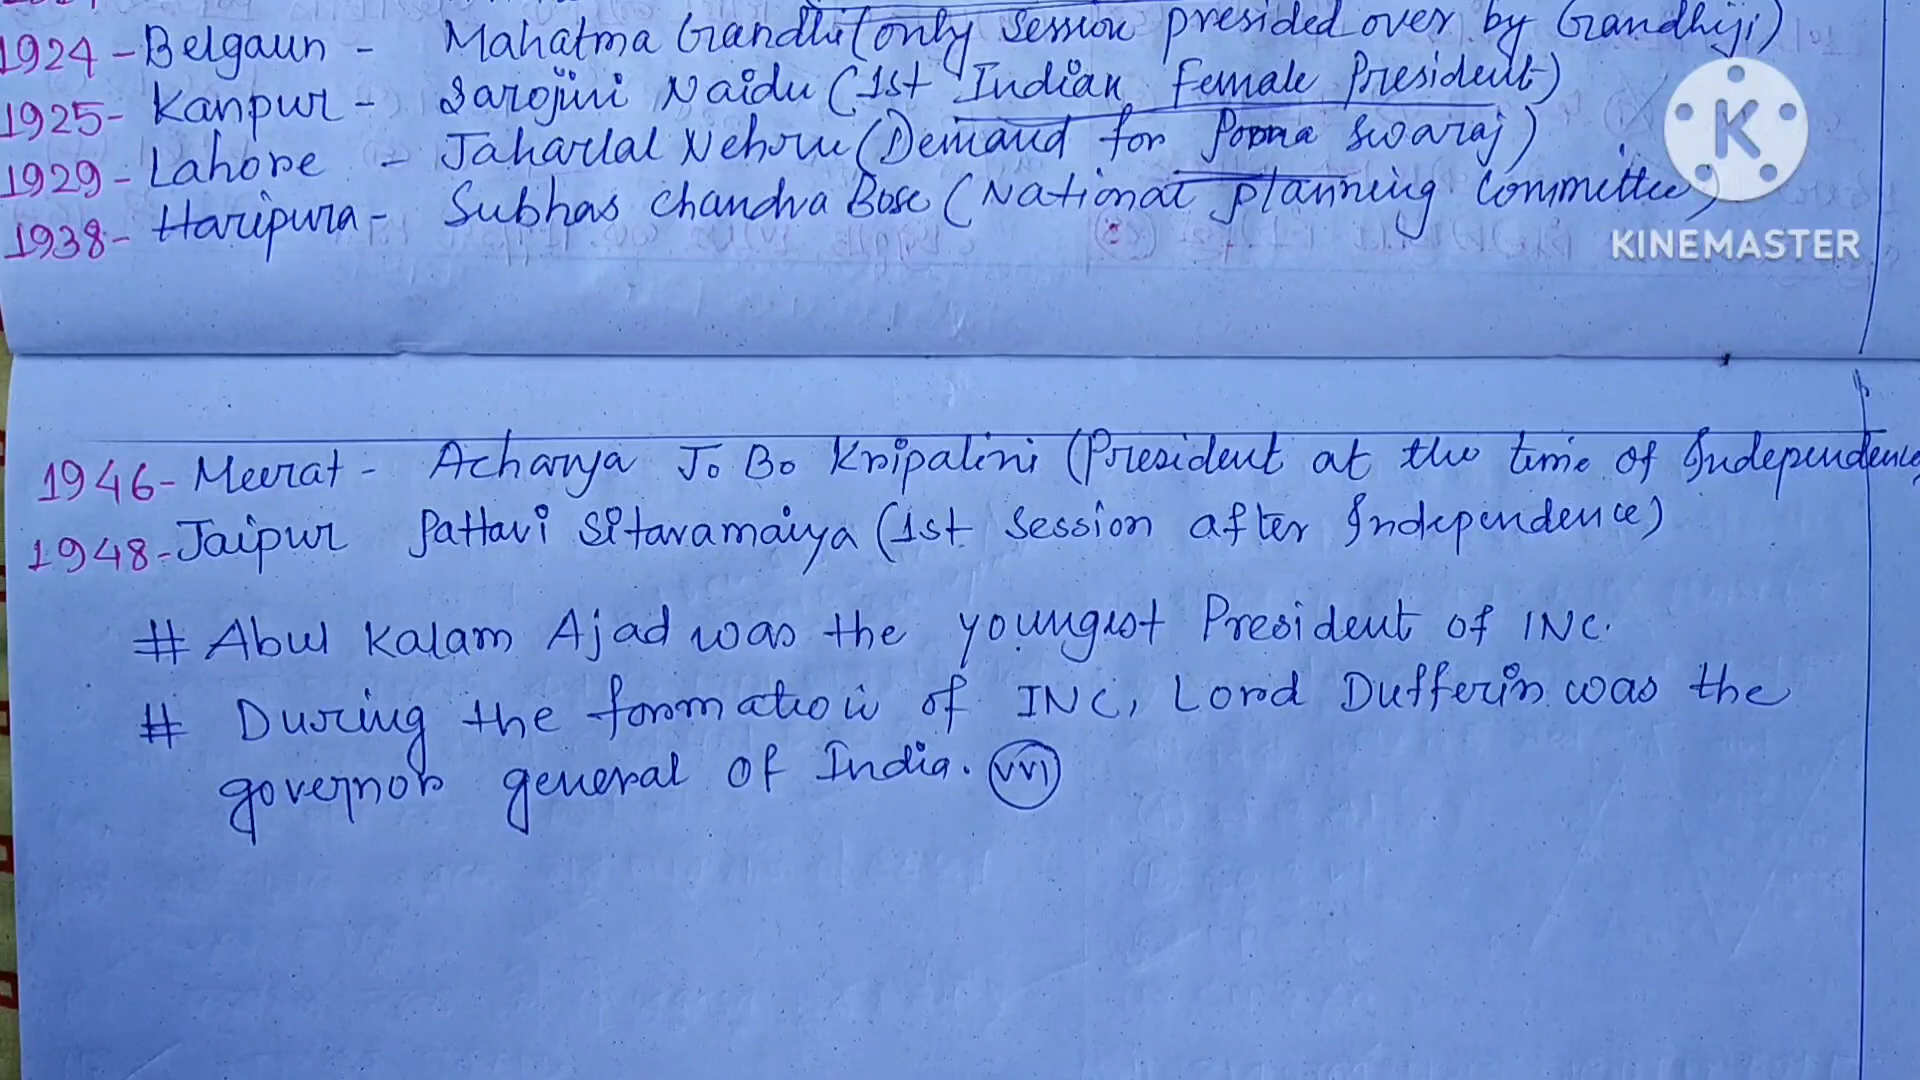 1924 - Belgaun - Mahatma Gandhi (only session presided over by Gandhiji)
1925 - Kanpur - Sarojini Naidu (1st Indian Female President)
1929 - Lahore - Jaharlal Nehru (Demand for Porna Swaraj)
1938 - Haripura - Subhas Chandra Bose (National planning Committee)
K
KINEMASTER
1946 - Meerat - Acharya J. B. Kripalini (President at the time of Independence
1948 - Jaipur Pattavi Sitaramaiya (1st Session after Independence)
# Abul Kalam Ajad was the youngest President of INC.
# During the formation of INC, Lord Dufferin was the
governor general of India. VVI